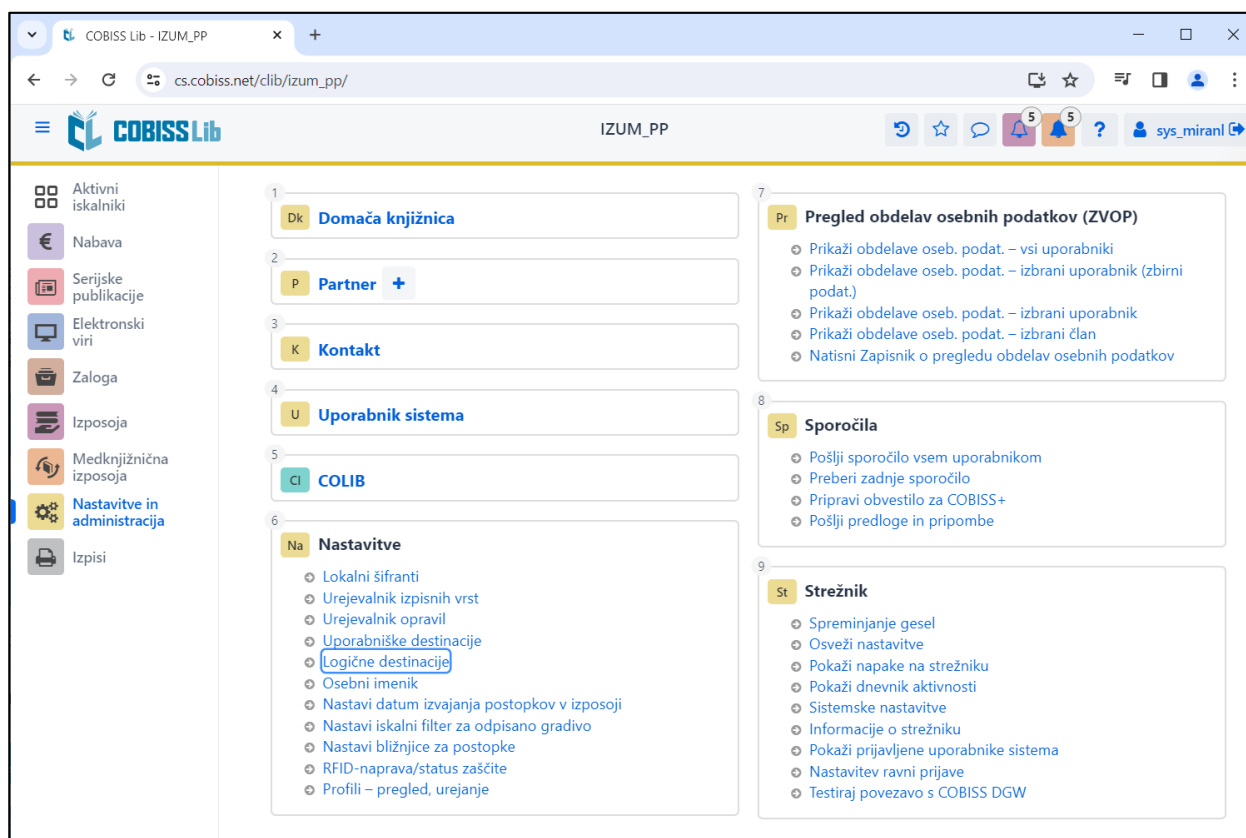 COBISS Lib - IZUM_PP
cs.cobiss.net/clib/izum_pp/
COBISS Lib
IZUM_PP
5
5
?
sys_miranl
Aktivni
iskalniki
€
Nabava
Serijske
publikacije
Elektronski
viri
Zaloga
Izposoja
Medknjižnična
izposoja
Nastavitve in
administracija
Izpisi
1
Dk Domača knjižnica
2
P Partner +
3
K Kontakt
4
U Uporabnik sistema
5
Cl COLIB
6
Na Nastavitve
Lokalni šifranti
Urejevalnik izpisnih vrst
Urejevalnik opravil
Uporabniške destinacije
Logične destinacije
Osebni imenik
Nastavi datum izvajanja postopkov v izposoji
Nastavi iskalni filter za odpisano gradivo
Nastavi bližnjice za postopke
RFID-naprava/status zaščite
Profili – pregled, urejanje
7
Pr Pregled obdelav osebnih podatkov (ZVOP)
Prikaži obdelave oseb. podat. – vsi uporabniki
Prikaži obdelave oseb. podat. – izbrani uporabnik (zbirni
podat.)
Prikaži obdelave oseb. podat. – izbrani uporabnik
Prikaži obdelave oseb. podat. – izbrani član
Natisni Zapisnik o pregledu obdelav osebnih podatkov
8
Sp Sporočila
Pošlji sporočilo vsem uporabnikom
Preberi zadnje sporočilo
Pripravi obvestilo za COBISS+
Pošlji predloge in pripombe
9
St Strežnik
Spreminjanje gesel
Osveži nastavitve
Pokaži napake na strežniku
Pokaži dnevnik aktivnosti
Sistemske nastavitve
Informacije o strežniku
Pokaži prijavljene uporabnike sistema
Nastavitev ravni prijave
Testiraj povezavo s COBISS DGW